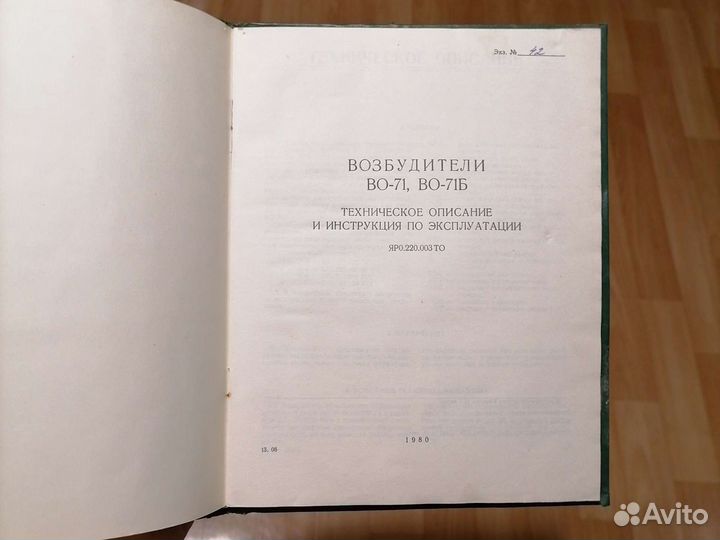 Экз. № 42
ВОЗБУДИТЕЛИ
ВО-71, ВО-71Б
ТЕХНИЧЕСКОЕ ОПИСАНИЕ
И ИНСТРУКЦИЯ ПО ЭКСПЛУАТАЦИИ
ЯР0.220.003 ТО
1980
13. 08
Avito